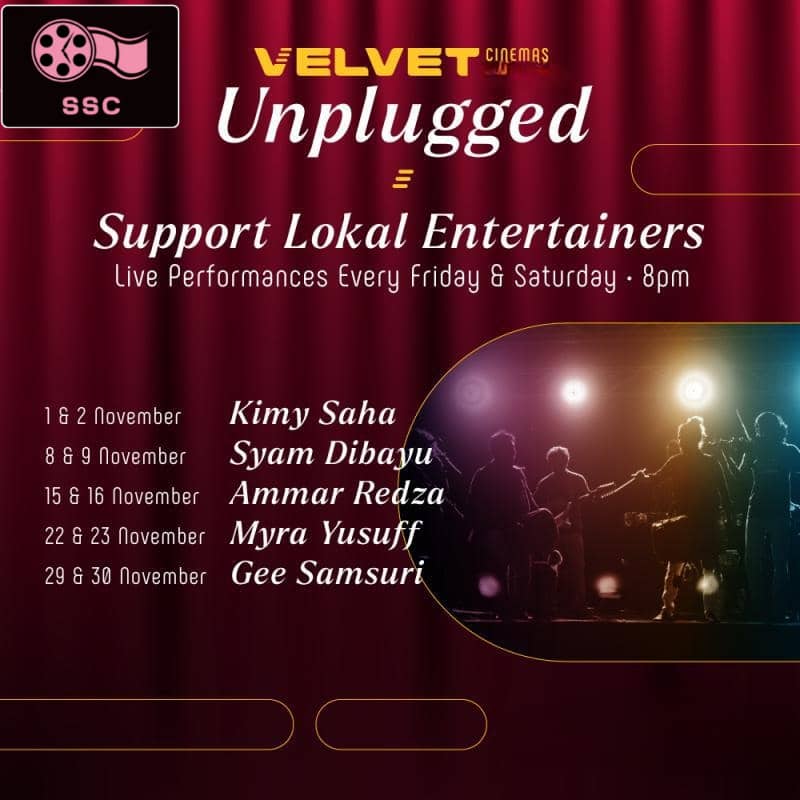 SSC
VELVET CINEMAS
Unplugged
Support Lokal Entertainers
Live Performances Every Friday & Saturday • 8pm
1 & 2 November Kimy Saha
8 & 9 November Syam Dibayu
15 & 16 November Ammar Redza
22 & 23 November Myra Yusuff
29 & 30 November Gee Samsuri